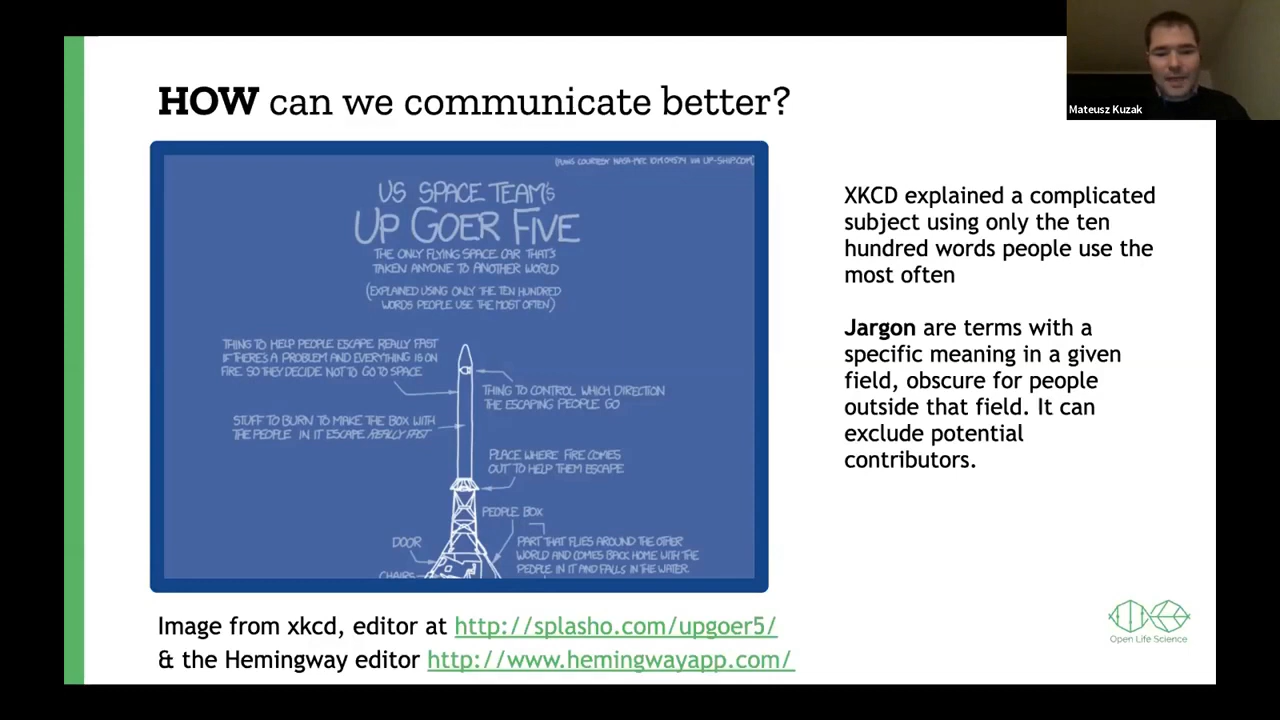 Mateusz Kuzak
HOW can we communicate better?
US SPACE TEAM'S
UP GOER FIVE
THE ONLY FLYING SPACE CAR THAT'S
TAKEN ANYONE TO ANOTHER WORLD
(EXPLAINED USING ONLY THE TEN HUNDRED
WORDS PEOPLE USE THE MOST OFTEN)
THING TO HELP PEOPLE ESCAPE REALLY FAST
IF THERE'S A PROBLEM AND EVERYTHING IS ON
FIRE SO THEY DECIDE NOT TO GO TO SPACE
THING TO CONTROL WHICH DIRECTION
THE ESCAPING PEOPLE GO
STUFF TO BURN TO MAKE THE BOX WITH
THE PEOPLE IN IT ESCAPE REALLY FAST
PLACE WHERE FIRE COMES
OUT TO HELP THEM ESCAPE
PEOPLE BOX
DOOR
PART THAT FLIES AROUND THE OTHER
WORLD AND COMES BACK HOME WITH THE
PEOPLE IN IT AND FALLS IN THE WATER
CHAIRS
XKCD explained a complicated
subject using only the ten
hundred words people use the
most often
Jargon are terms with a
specific meaning in a given
field, obscure for people
outside that field. It can
exclude potential
contributors.
Image from xkcd, editor at http://splasho.com/upgoer5/
& the Hemingway editor http://www.hemingwayapp.com/
Open Life Science